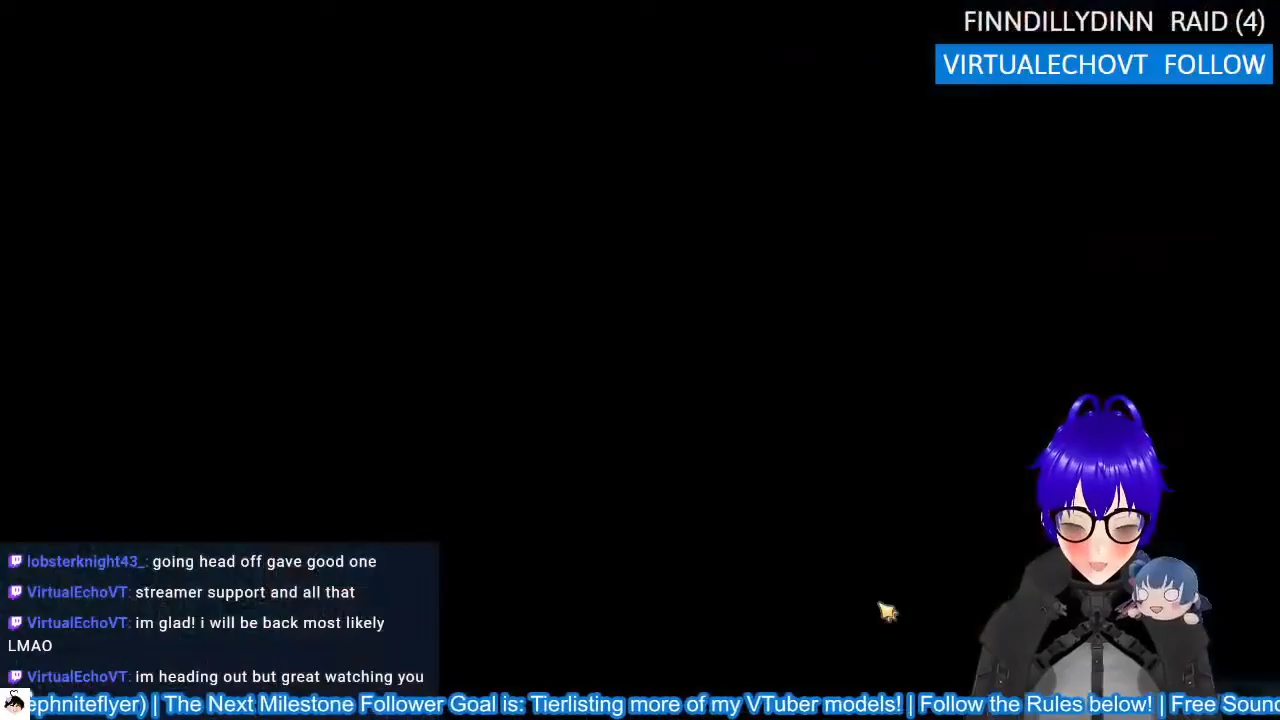 FINNDILLYDINN RAID (4)
VIRTUALECHOVT FOLLOW
lobsterknight43_: going head off gave good one
VirtualEchoVT: streamer support and all that
VirtualEchoVT: im glad! i will be back most likely
LMAO
VirtualEchoVT: im heading out but great watching you
ephniteflyer) | The Next Milestone Follower Goal is: Tierlisting more of my VTuber models! | Follow the Rules below! | Free Soun